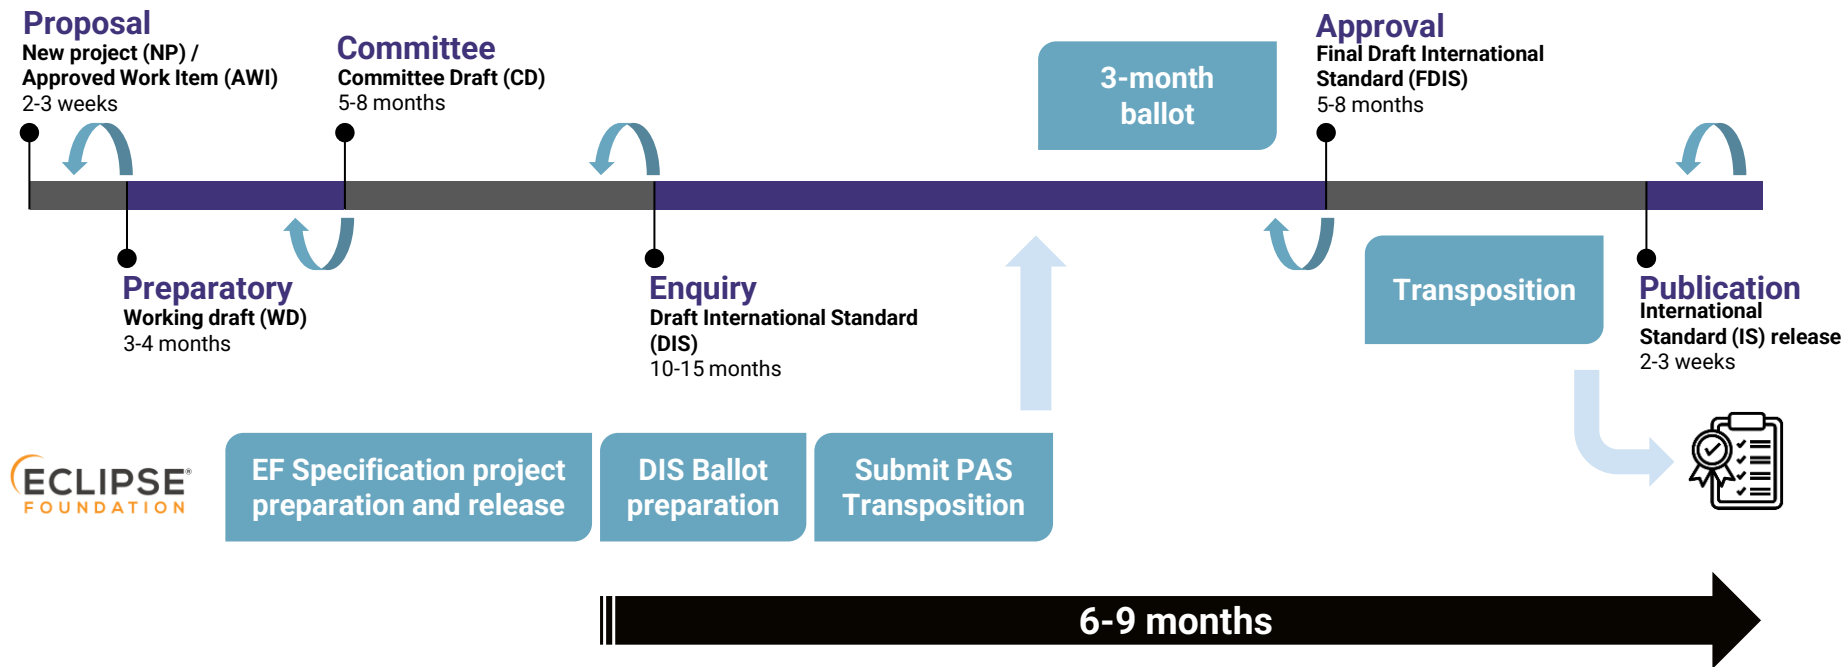 Proposal
New project (NP) /
Approved Work Item (AWI)
2-3 weeks
Committee
Committee Draft (CD)
5-8 months
3-month
ballot
Approval
Final Draft International
Standard (FDIS)
5-8 months
Preparatory
Working draft (WD)
3-4 months
Enquiry
Draft International Standard
(DIS)
10-15 months
Transposition
Publication
International
Standard (IS) release
2-3 weeks
ECLIPSE®
FOUNDATION
EF Specification project
preparation and release
DIS Ballot
preparation
Submit PAS
Transposition
6-9 months